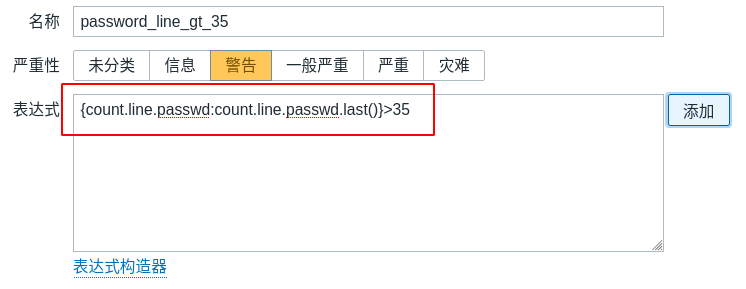 名称 password_line_gt_35
严重性 未分类 信息 警告 一般严重 严重 灾难
表达式 {count.line.passwd:count.line.passwd.last()}>35 添加
表达式构造器